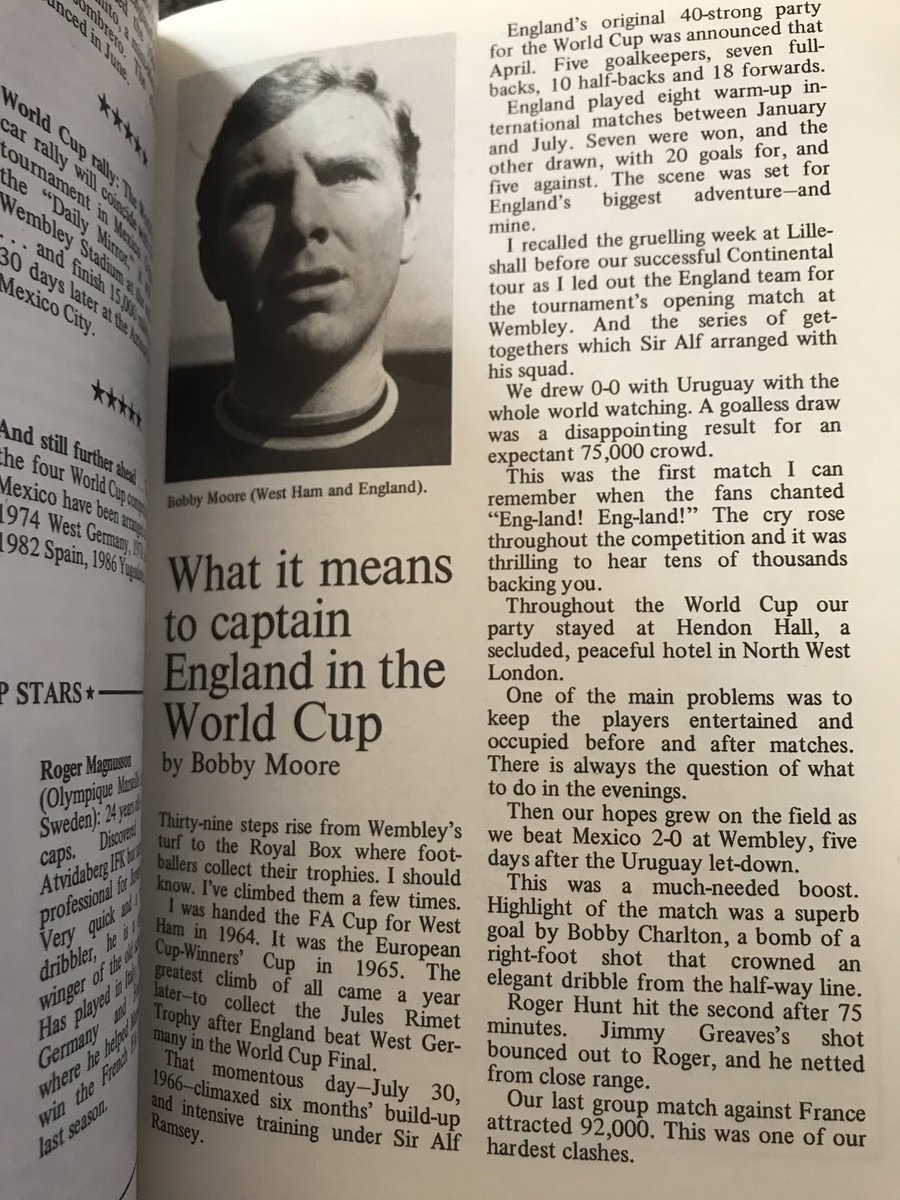 unced in June.
World Cup rally: The
car rally will coincide
tournament in Mexico.
the "Daily Mirror,"
Wembley Stadium
. . . and finish 15,000
30 days later at the
Mexico City.
And still further ahead
the four World Cup
Mexico have been
1974 West Germany,
1982 Spain, 1986
P STARS
Roger Magnusson
(Olympique
Sweden): 24 years
caps. Discovered
Atvidaberg IFK
professional for
Very quick and
dribbler, he is
winger of the old
Has played in
Germany and
where he helped
win the French
last season.
Bobby Moore (West Ham and England).
What it means
to captain
England in the
World Cup
by Bobby Moore
Thirty-nine steps rise from Wembley's
turf to the Royal Box where foot-
ballers collect their trophies. I should
know. I've climbed them a few times.
I was handed the FA Cup for West
Ham in 1964. It was the European
Cup-Winners' Cup in 1965. The
greatest climb of all came a year
later—to collect the Jules Rimet
Trophy after England beat West Ger-
many in the World Cup Final.
That momentous day—July 30,
1966—climaxed six months' build-up
and intensive training under Sir Alf
Ramsey.
England's original 40-strong party
for the World Cup was announced that
April. Five goalkeepers, seven full-
backs, 10 half-backs and 18 forwards.
England played eight warm-up in-
ternational matches between January
and July. Seven were won, and the
other drawn, with 20 goals for, and
five against. The scene was set for
England's biggest adventure—and
mine.
I recalled the gruelling week at Lille-
shall before our successful Continental
tour as I led out the England team for
the tournament's opening match at
Wembley. And the series of get-
togethers which Sir Alf arranged with
his squad.
We drew 0-0 with Uruguay with the
whole world watching. A goalless draw
was a disappointing result for an
expectant 75,000 crowd.
This was the first match I can
remember when the fans chanted
"Eng-land! Eng-land!" The cry rose
throughout the competition and it was
thrilling to hear tens of thousands
backing you.
Throughout the World Cup our
party stayed at Hendon Hall, a
secluded, peaceful hotel in North West
London.
One of the main problems was to
keep the players entertained and
occupied before and after matches.
There is always the question of what
to do in the evenings.
Then our hopes grew on the field as
we beat Mexico 2-0 at Wembley, five
days after the Uruguay let-down.
This was a much-needed boost.
Highlight of the match was a superb
goal by Bobby Charlton, a bomb of a
right-foot shot that crowned an
elegant dribble from the half-way line.
Roger Hunt hit the second after 75
minutes. Jimmy Greaves's shot
bounced out to Roger, and he netted
from close range.
Our last group match against France
attracted 92,000. This was one of our
hardest clashes.